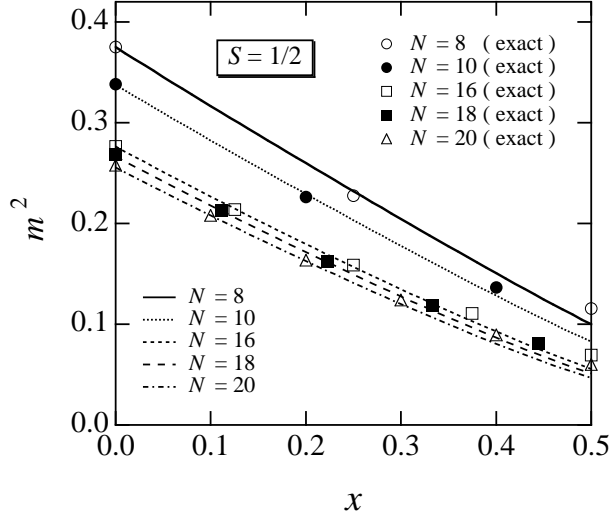 0.4
0.3
0.2
0.1
0.0
m²
S = 1/2
N = 8 ( exact )
N = 10 ( exact )
N = 16 ( exact )
N = 18 ( exact )
N = 20 ( exact )
N = 8
N = 10
N = 16
N = 18
N = 20
0.0 0.1 0.2 0.3 0.4 0.5
x